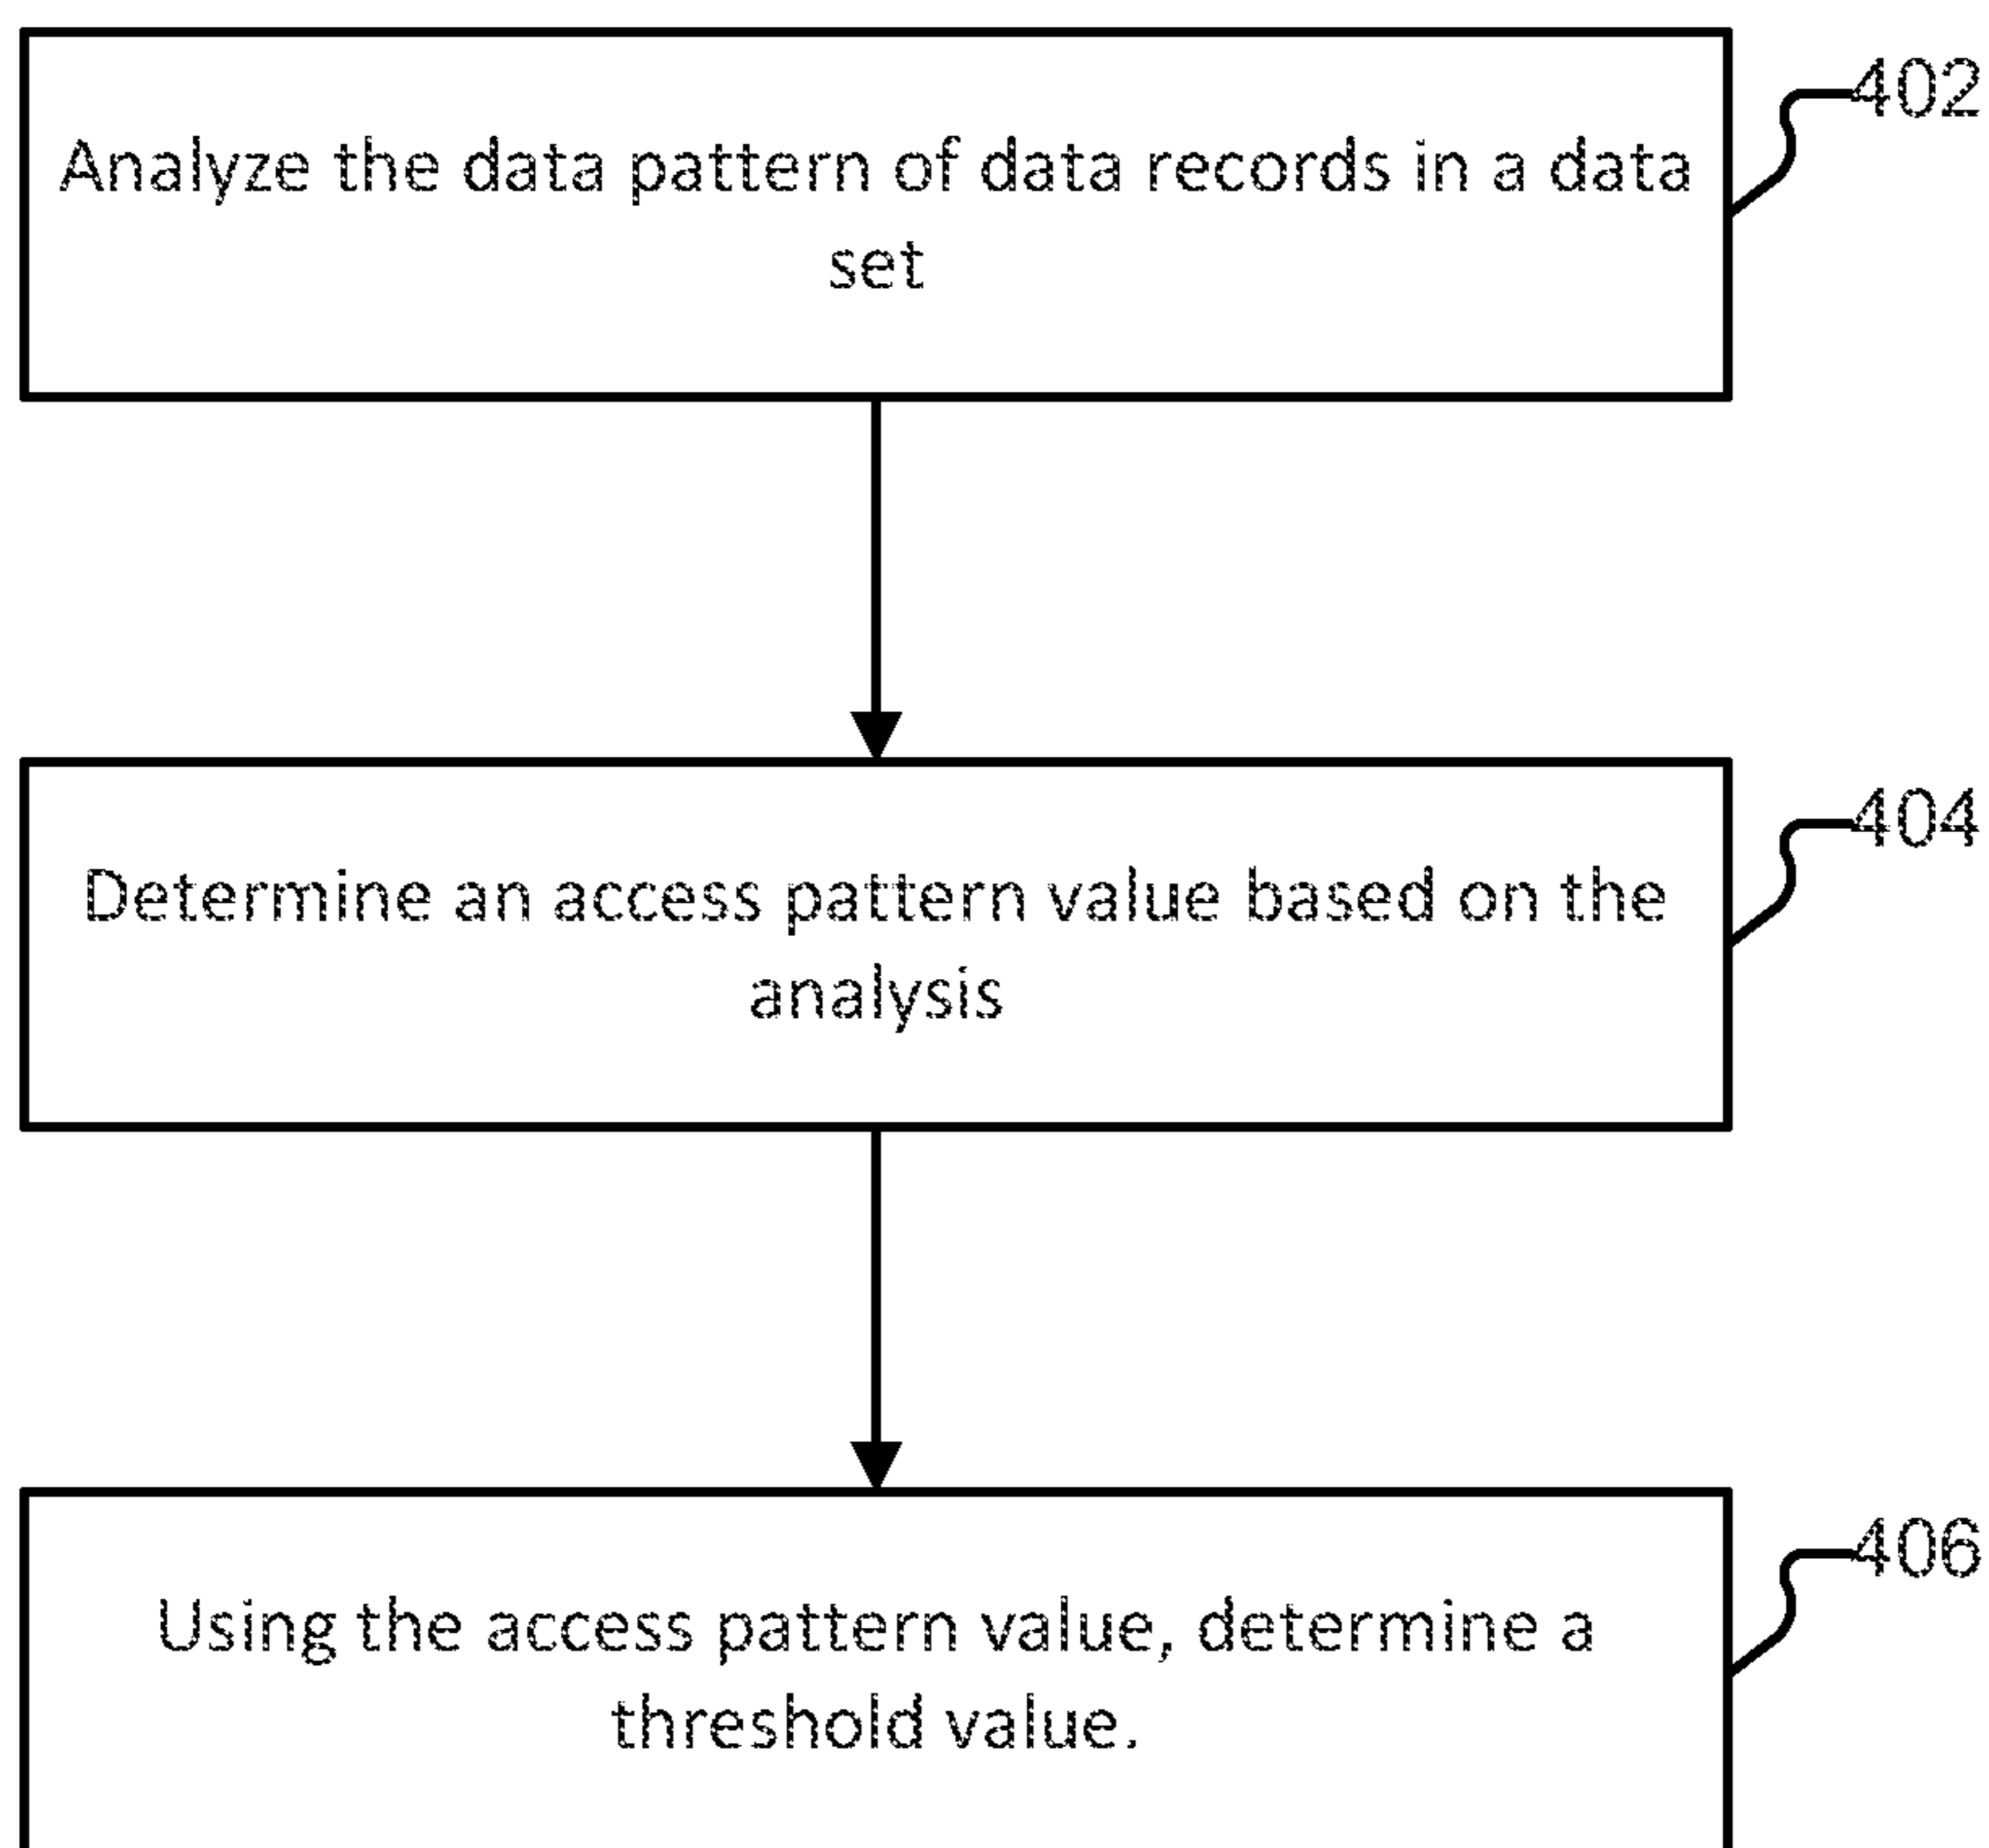 402
Analyze the data pattern of data records in a data
set
404
Determine an access pattern value based on the
analysis
406
Using the access pattern value, determine a
threshold value.